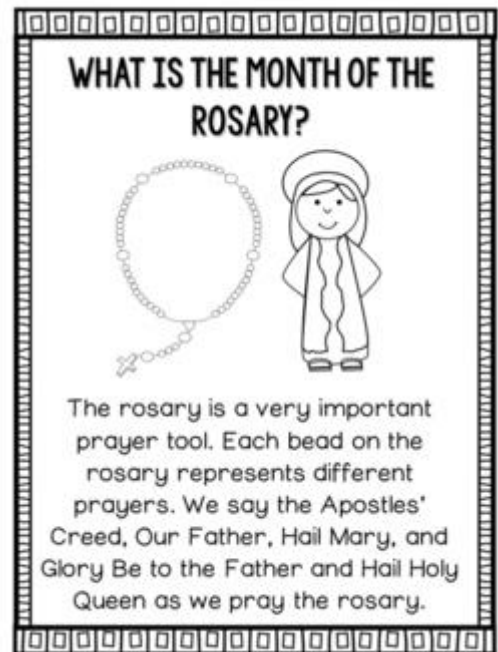 WHAT IS THE MONTH OF THE
ROSARY?
The rosary is a very important
prayer tool. Each bead on the
rosary represents different
prayers. We say the Apostles'
Creed, Our Father, Hail Mary, and
Glory Be to the Father and Hail Holy
Queen as we pray the rosary.